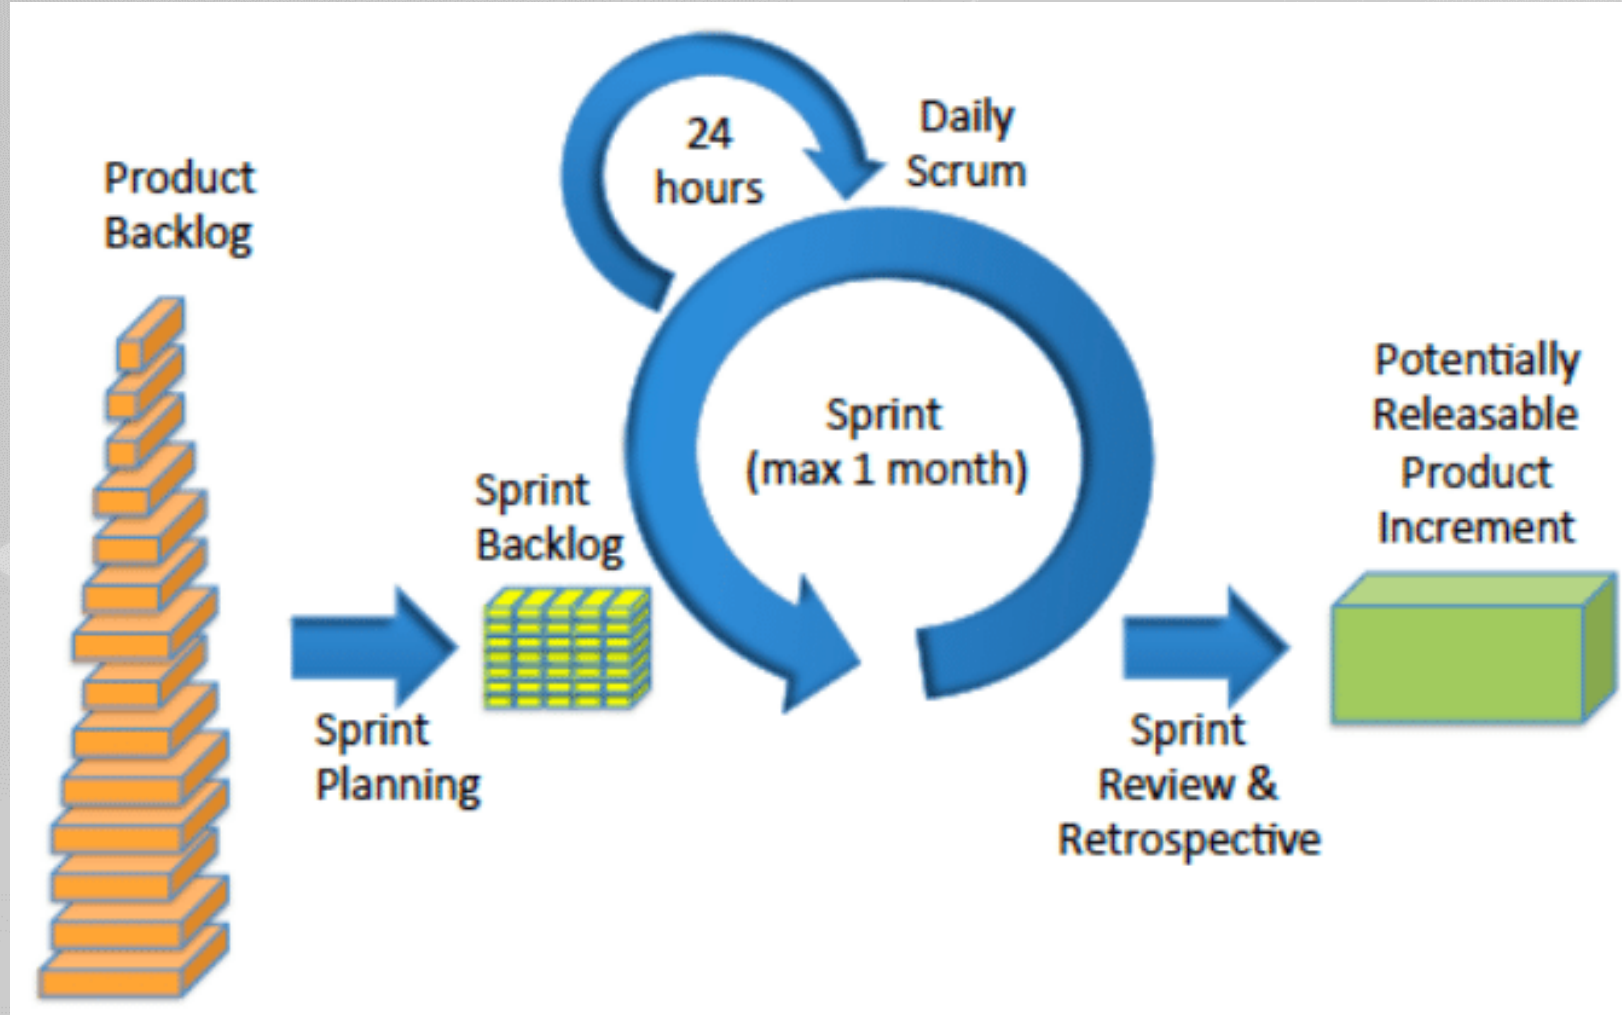 Product
Backlog
Sprint
Planning
Sprint
Backlog
24
hours
Daily
Scrum
Sprint
(max 1 month)
Sprint
Review &
Retrospective
Potentially
Releasable
Product
Increment